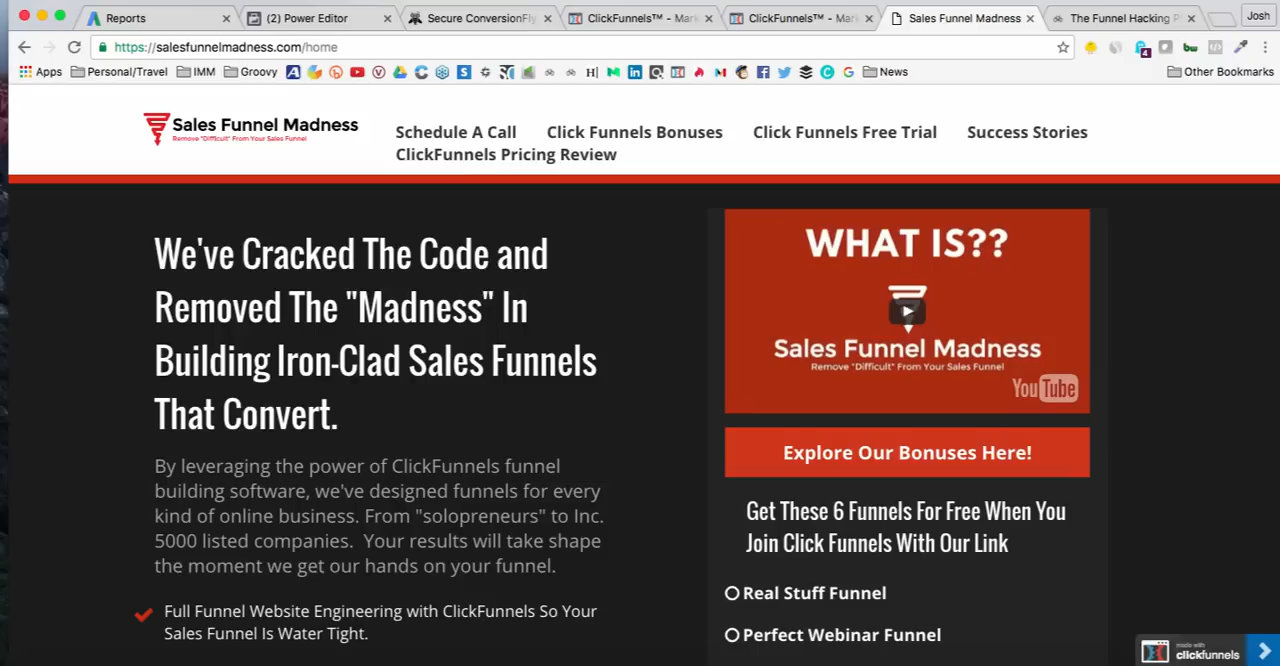 Reports
(2) Power Editor
Secure ConversionFly
ClickFunnels™ - Mark
ClickFunnels™ - Mark
Sales Funnel Madness
The Funnel Hacking P
Josh
https://salesfunnelmadness.com/home
4
Apps
Personal/Travel
IMM
Groovy
News
Other Bookmarks
Sales Funnel Madness
Remove "Difficult" From Your Sales Funnel
Schedule A Call
Click Funnels Bonuses
Click Funnels Free Trial
Success Stories
ClickFunnels Pricing Review
We've Cracked The Code and
Removed The "Madness" In
Building Iron-Clad Sales Funnels
That Convert.
By leveraging the power of ClickFunnels funnel
building software, we've designed funnels for every
kind of online business. From "solopreneurs" to Inc.
5000 listed companies. Your results will take shape
the moment we get our hands on your funnel.
Full Funnel Website Engineering with ClickFunnels So Your
Sales Funnel Is Water Tight.
WHAT IS??
Sales Funnel Madness
Remove "Difficult" From Your Sales Funnel
YouTube
Explore Our Bonuses Here!
Get These 6 Funnels For Free When You
Join Click Funnels With Our Link
Real Stuff Funnel
Perfect Webinar Funnel
made with
clickfunnels